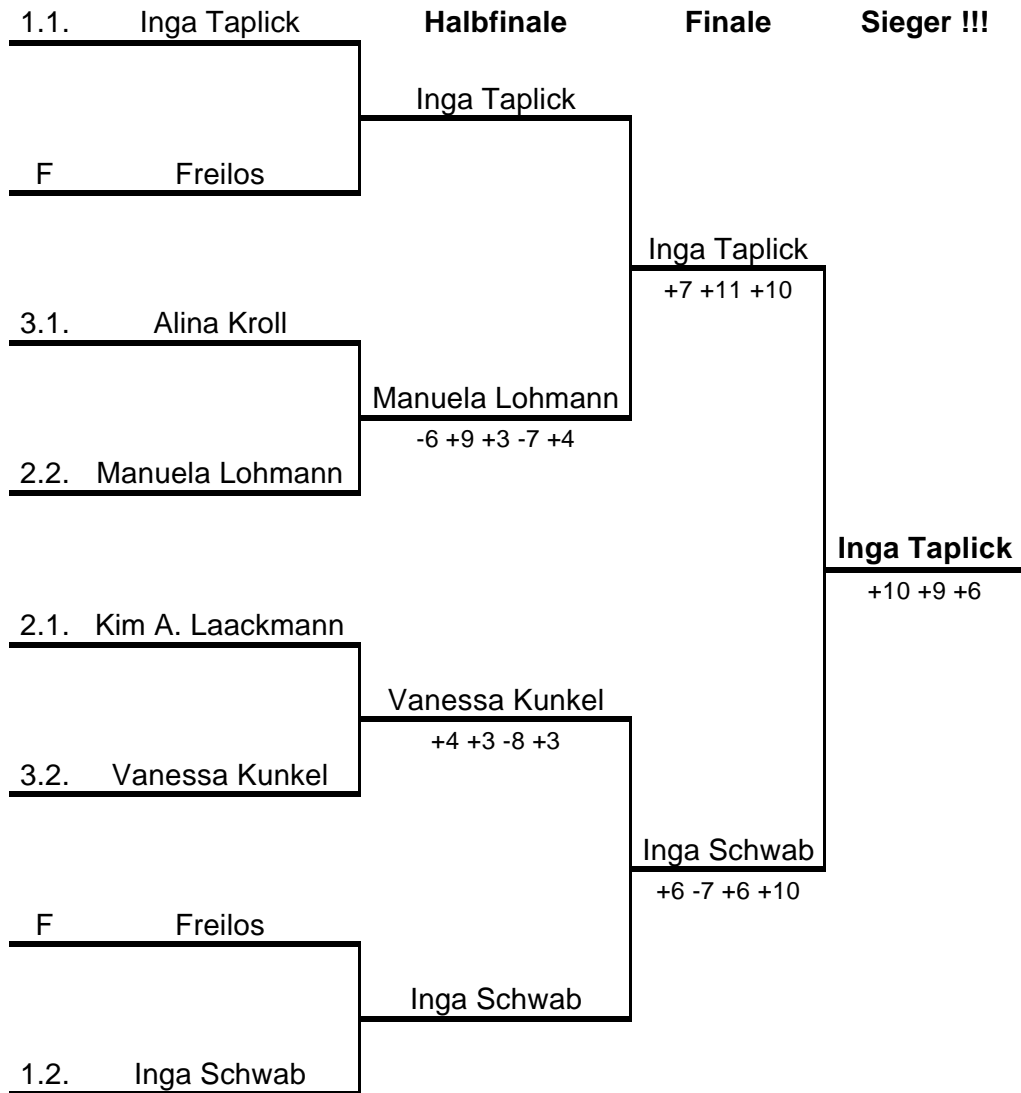 1.1. Inga Taplick Halbfinale Finale Sieger !!!
Inga Taplick
F Freilos
Inga Taplick
+7 +11 +10
3.1. Alina Kroll
Manuela Lohmann
-6 +9 +3 -7 +4
2.2. Manuela Lohmann
Inga Taplick
+10 +9 +6
2.1. Kim A. Laackmann
Vanessa Kunkel
+4 +3 -8 +3
3.2. Vanessa Kunkel
Inga Schwab
+6 -7 +6 +10
F Freilos
Inga Schwab
1.2. Inga Schwab